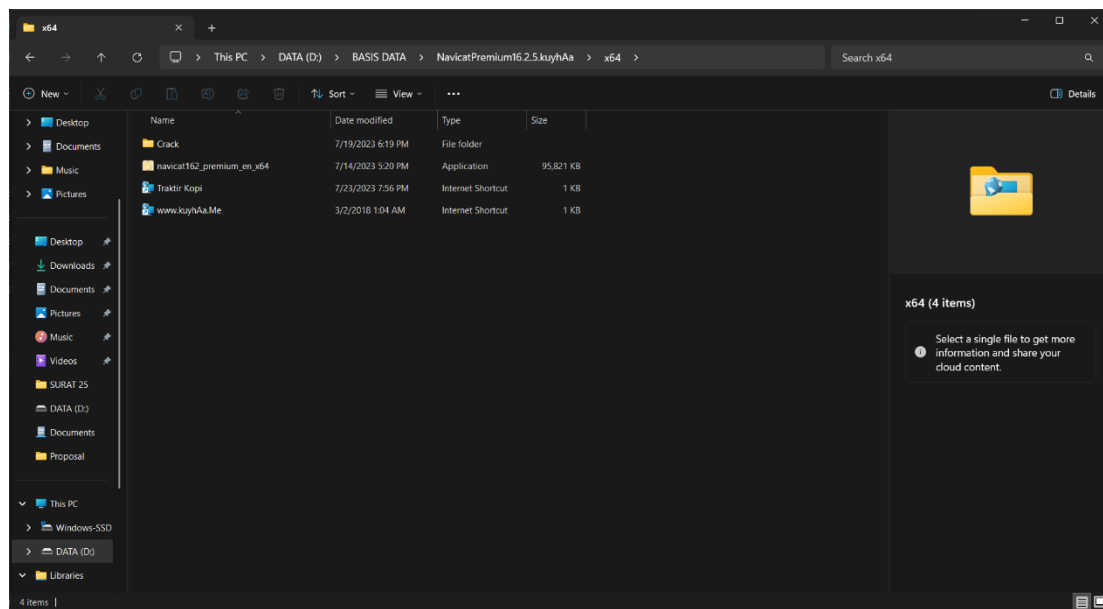 x64
This PC > DATA (D:) > BASIS DATA > NavicatPremium16.2.5.kuyhAa > x64 >
Search x64
New
Sort
View
Details
Desktop
Documents
Music
Pictures
Desktop
Downloads
Documents
Pictures
Music
Videos
SURAT 25
DATA (D:)
Documents
Proposal
This PC
Windows-SSD
DATA (D:)
Libraries
Name Date modified Type Size
Crack 7/19/2023 6:19 PM File folder
navicat162_premium_en_x64 7/14/2023 5:20 PM Application 95,821 KB
Traktir Kopi 7/23/2023 7:56 PM Internet Shortcut 1 KB
www.kuyhAa.Me 3/2/2018 1:04 AM Internet Shortcut 1 KB
x64 (4 items)
Select a single file to get more
information and share your
cloud content.
4 items